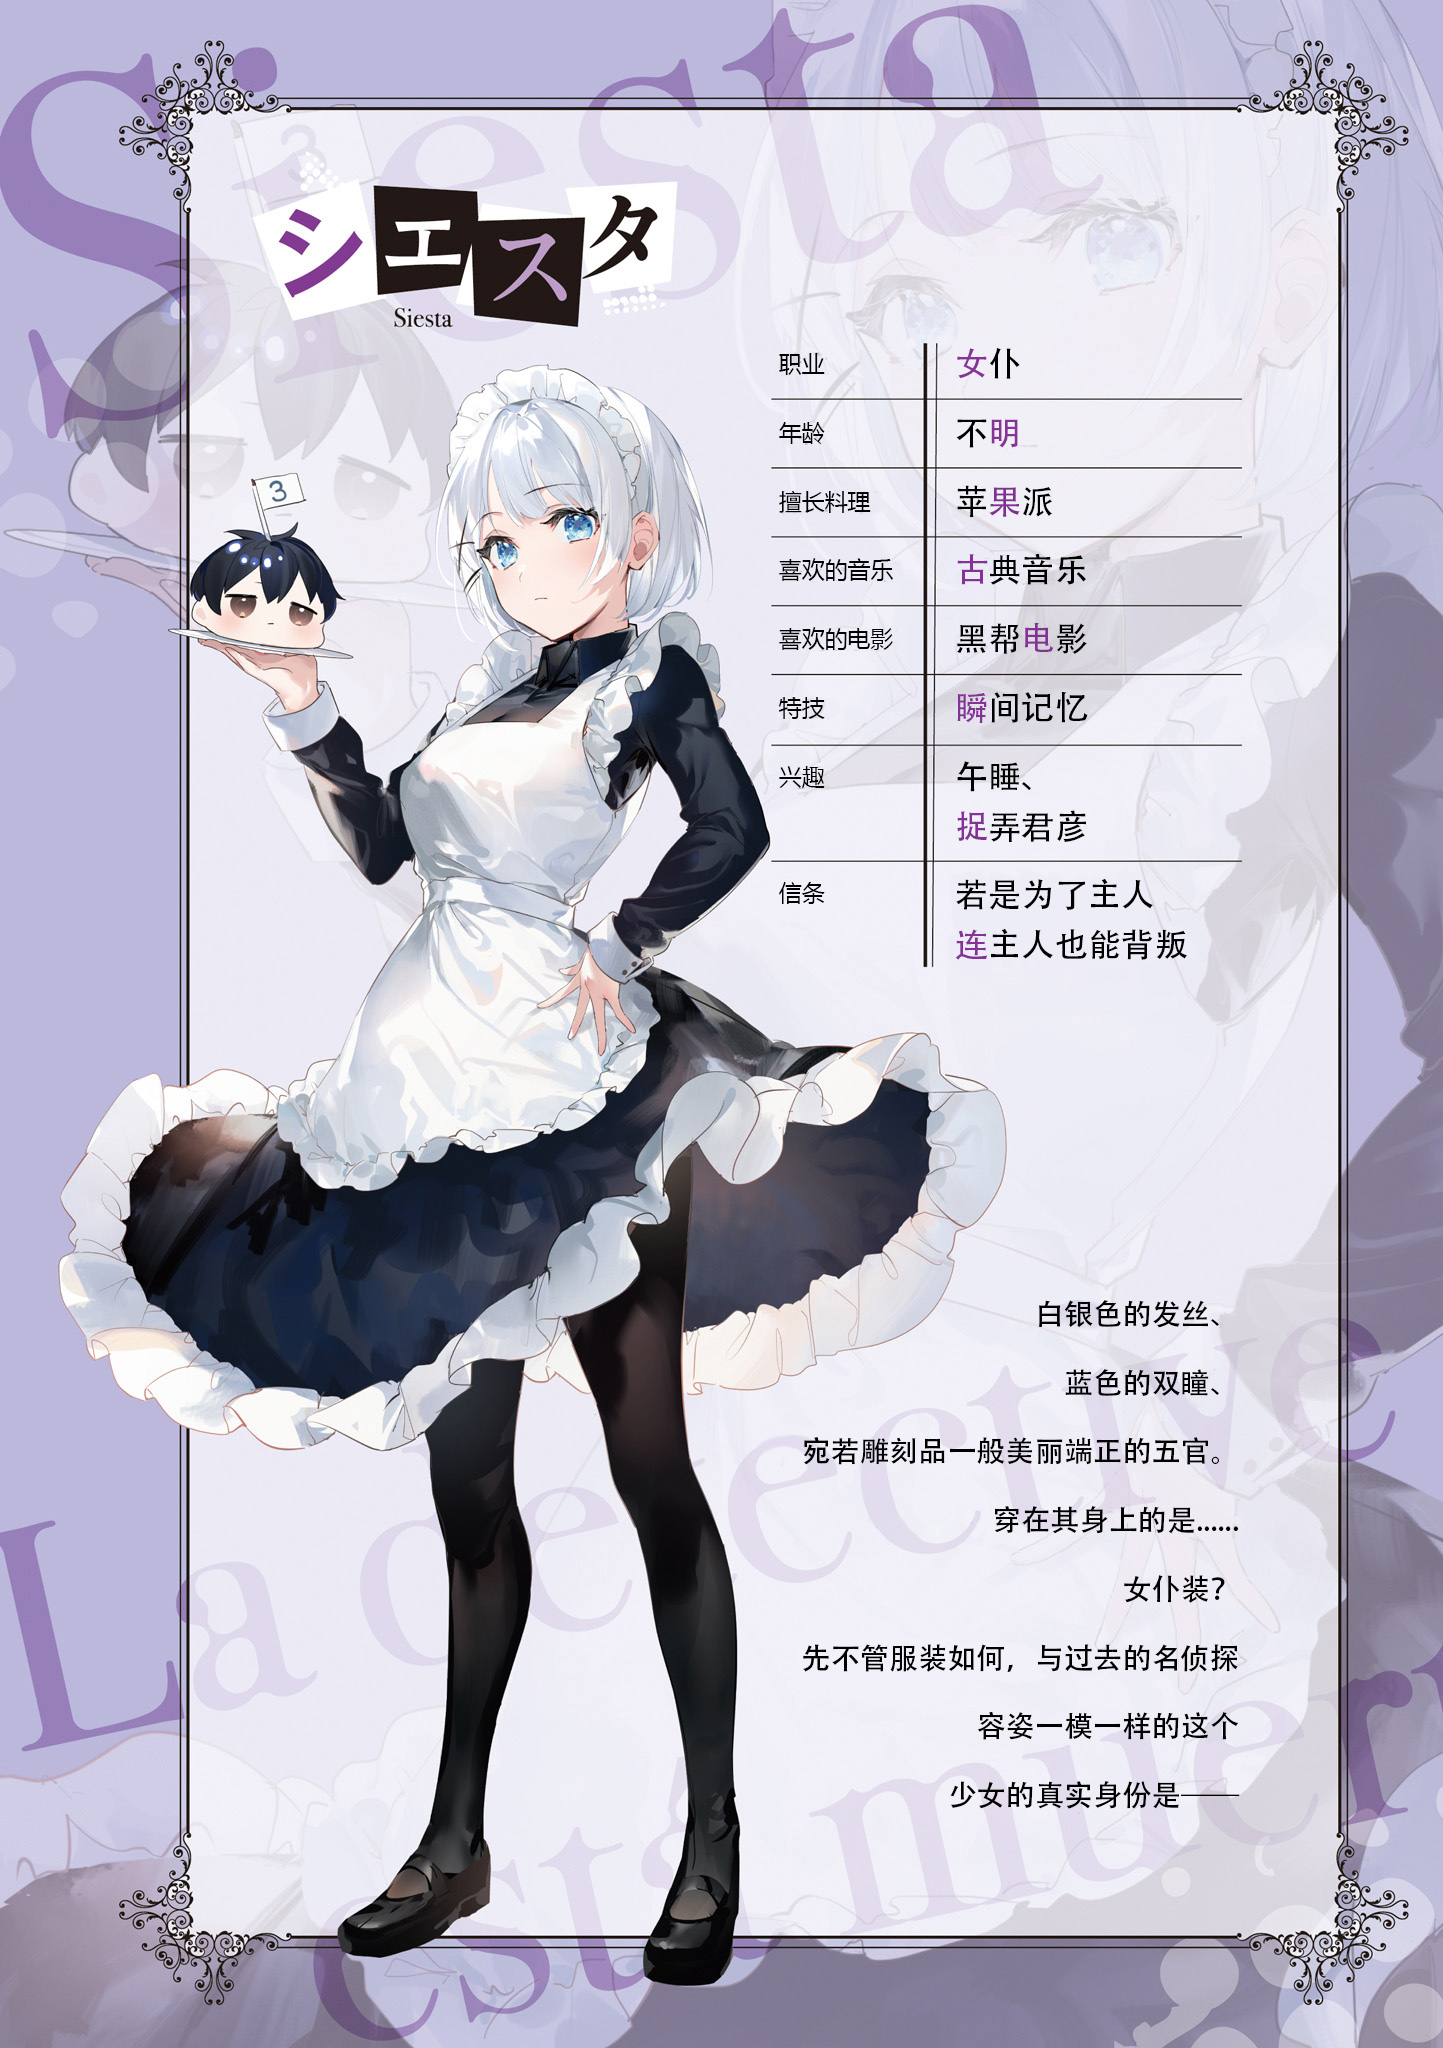 Siesta
シエスタ
Siesta
3
3
职业 女仆
年龄 不明
擅长料理 苹果派
喜欢的音乐 古典音乐
喜欢的电影 黑帮电影
特技 瞬间记忆
兴趣 午睡、
捉弄君彦
信条 若是为了主人
连主人也能背叛
白银色的发丝、
蓝色的双瞳、
宛若雕刻品一般美丽端正的五官。
穿在其身上的是......
女仆装?
先不管服装如何，与过去的名侦探
容姿一模一样的这个
少女的真实身份是——
La detective
está muer